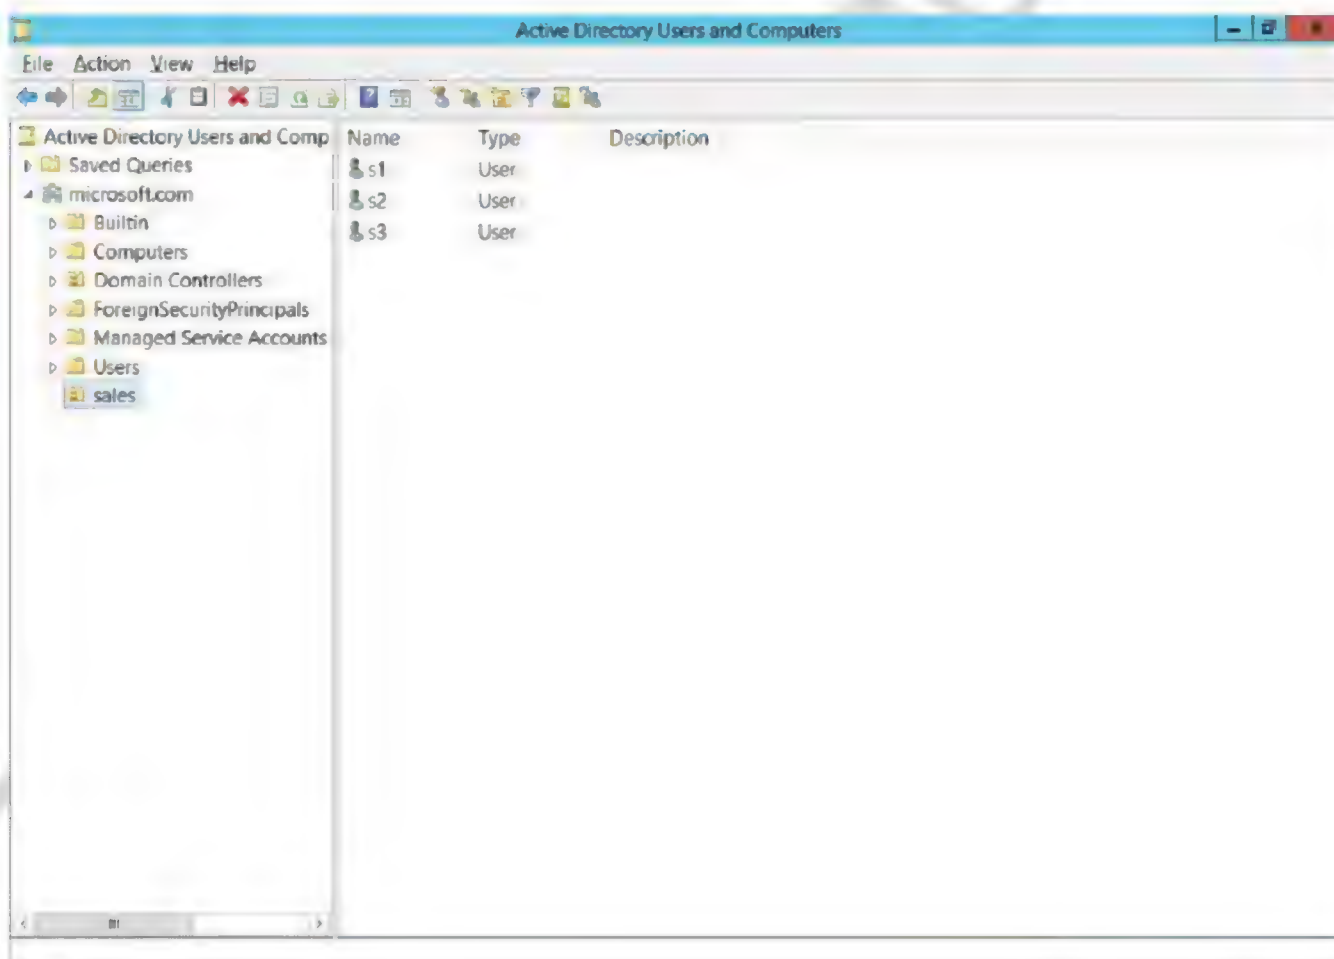 Active Directory Users and Computers
File Action View Help
Active Directory Users and Comp
Saved Queries
microsoft.com
Builtin
Computers
Domain Controllers
ForeignSecurityPrincipals
Managed Service Accounts
Users
sales
Name Type Description
s1 User
s2 User
s3 User